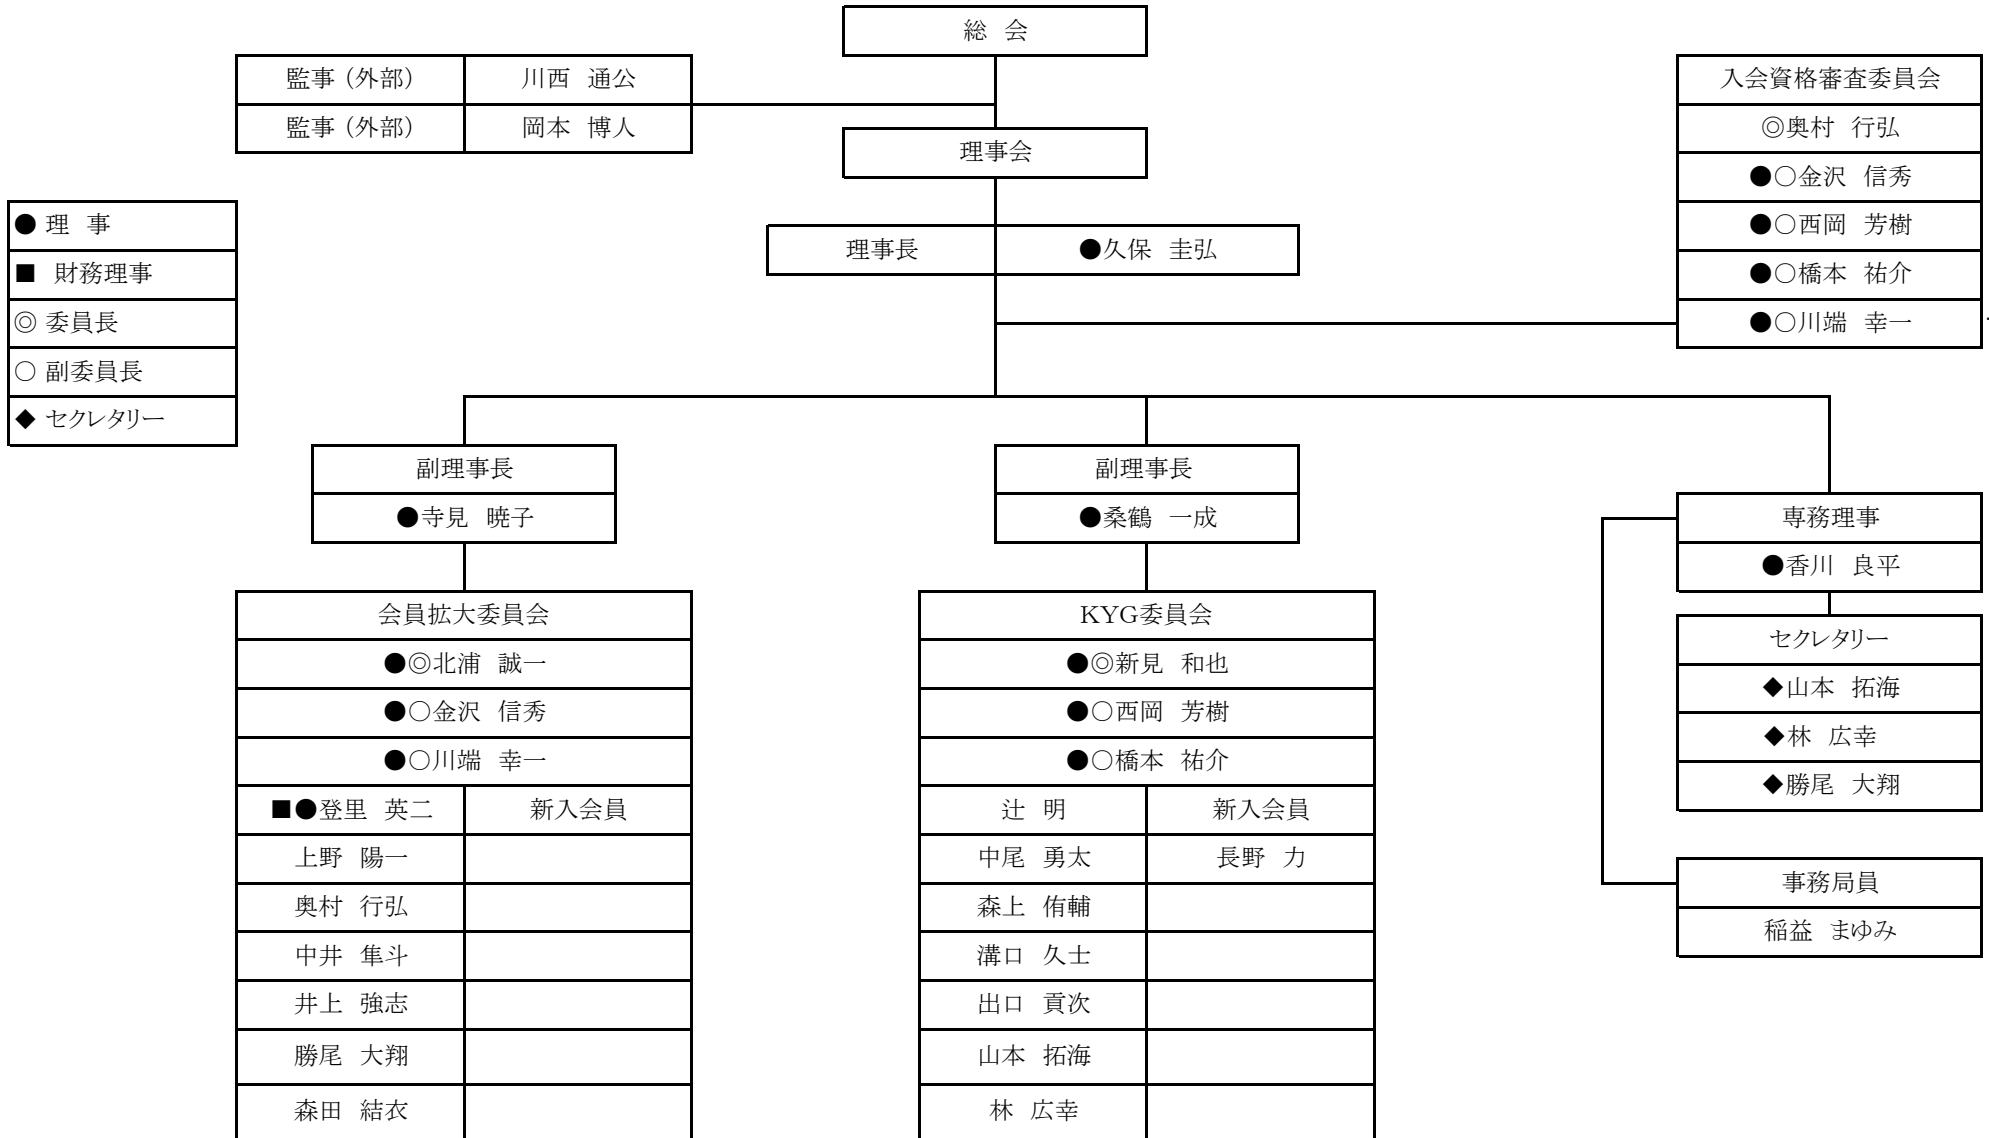 総 会
監事（外部） 川西 通公
監事（外部） 岡本 博人
理事会
理事長 ●久保 圭弘
入会資格審査委員会
◎奥村 行弘
●○金沢 信秀
●○西岡 芳樹
●○橋本 祐介
●○川端 幸一
● 理 事
■ 財務理事
◎ 委員長
○ 副委員長
◆ セクレタリー
副理事長
●寺見 暁子
会員拡大委員会
●◎北浦 誠一
●○金沢 信秀
●○川端 幸一
■●登里 英二 新入会員
上野 陽一
奥村 行弘
中井 隼斗
井上 強志
勝尾 大翔
森田 結衣
副理事長
●桑鶴 一成
KYG委員会
●◎新見 和也
●○西岡 芳樹
●○橋本 祐介
辻 明 新入会員
中尾 勇太 長野 力
森上 侑輔
溝口 久士
出口 貢次
山本 拓海
林 広幸
専務理事
●香川 良平
セクレタリー
◆山本 拓海
◆林 広幸
◆勝尾 大翔
事務局員
稲益 まゆみ